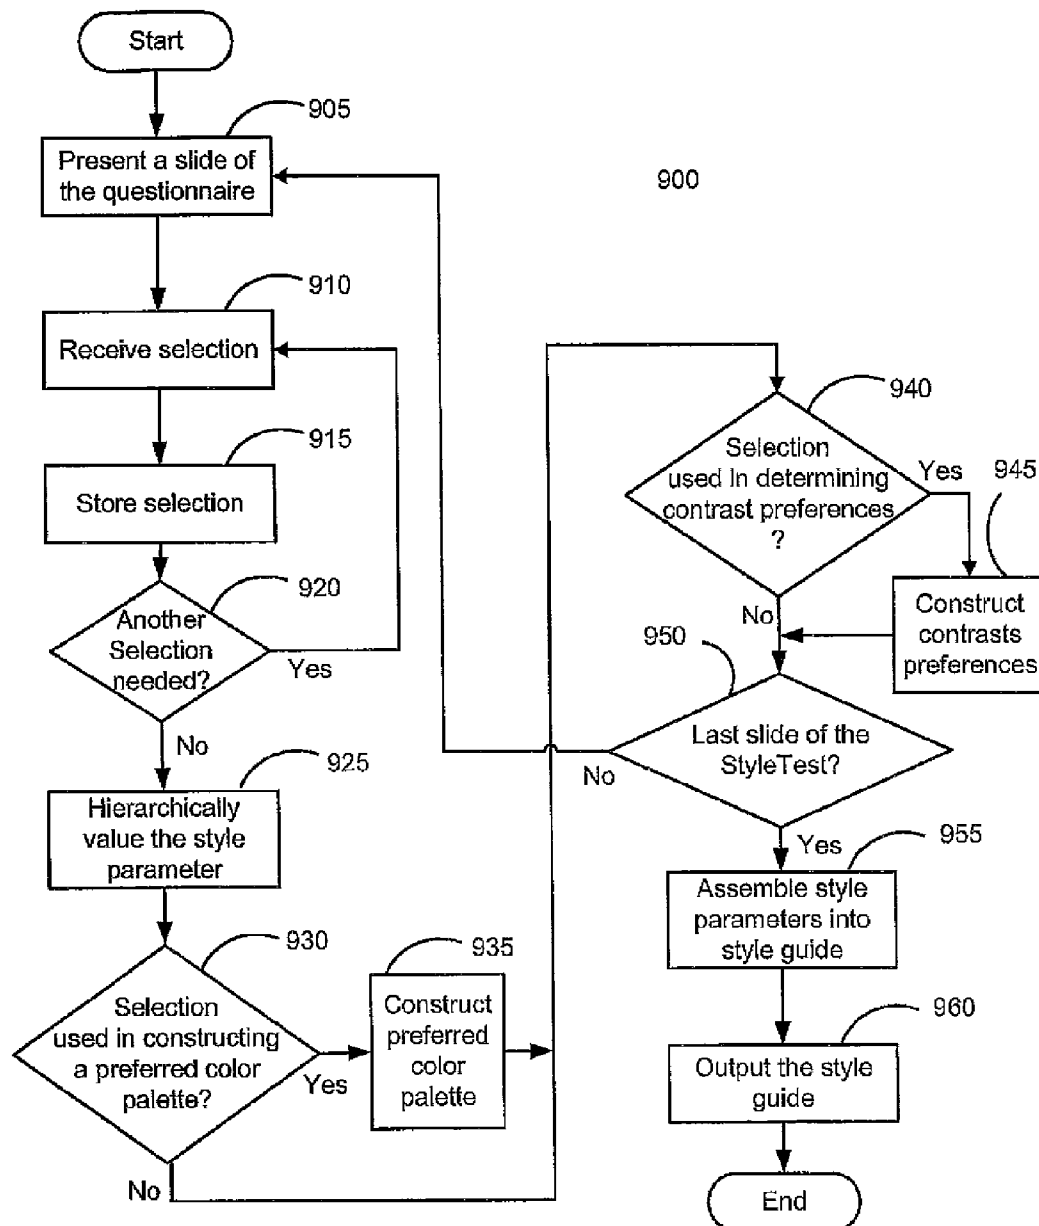 Start
905
Present a slide of
the questionnaire
900
910
Receive selection
915
Store selection
920
Another
Selection
needed?
Yes
No
925
Hierarchically
value the style
parameter
930
Selection
used in constructing
a preferred color
palette?
Yes
No
935
Construct
preferred
color
palette
940
Selection
used In determining
contrast preferences
?
Yes
No
945
Construct
contrasts
preferences
950
Last slide of the
StyleTest?
No
Yes
955
Assemble style
parameters into
style guide
960
Output the style
guide
End